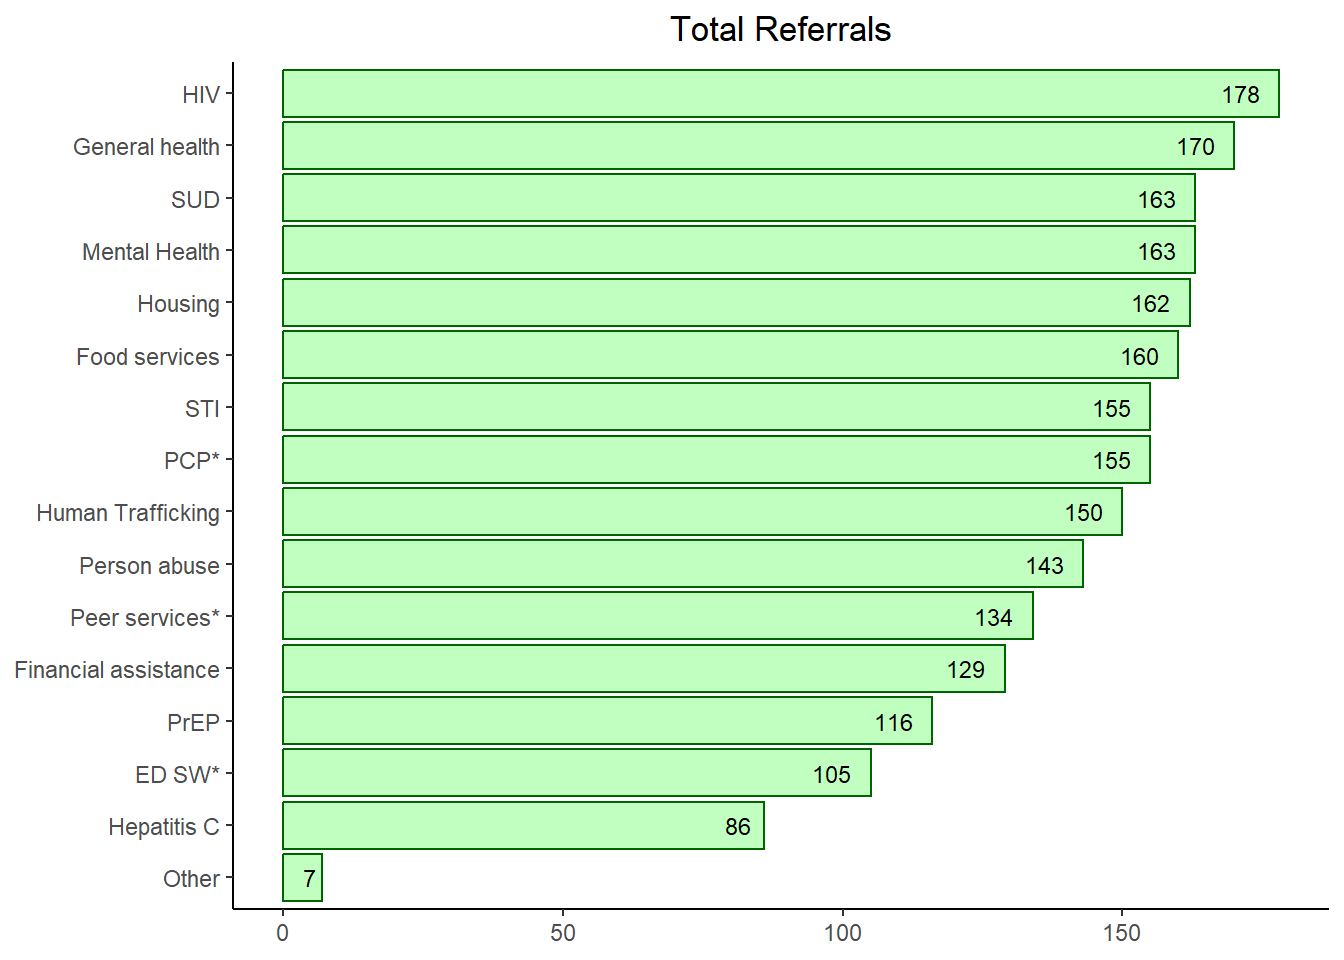 Total Referrals
HIV 178
General health 170
SUD 163
Mental Health 163
Housing 162
Food services 160
STI 155
PCP* 155
Human Trafficking 150
Person abuse 143
Peer services* 134
Financial assistance 129
PrEP 116
ED SW* 105
Hepatitis C 86
Other 7
0 50 100 150